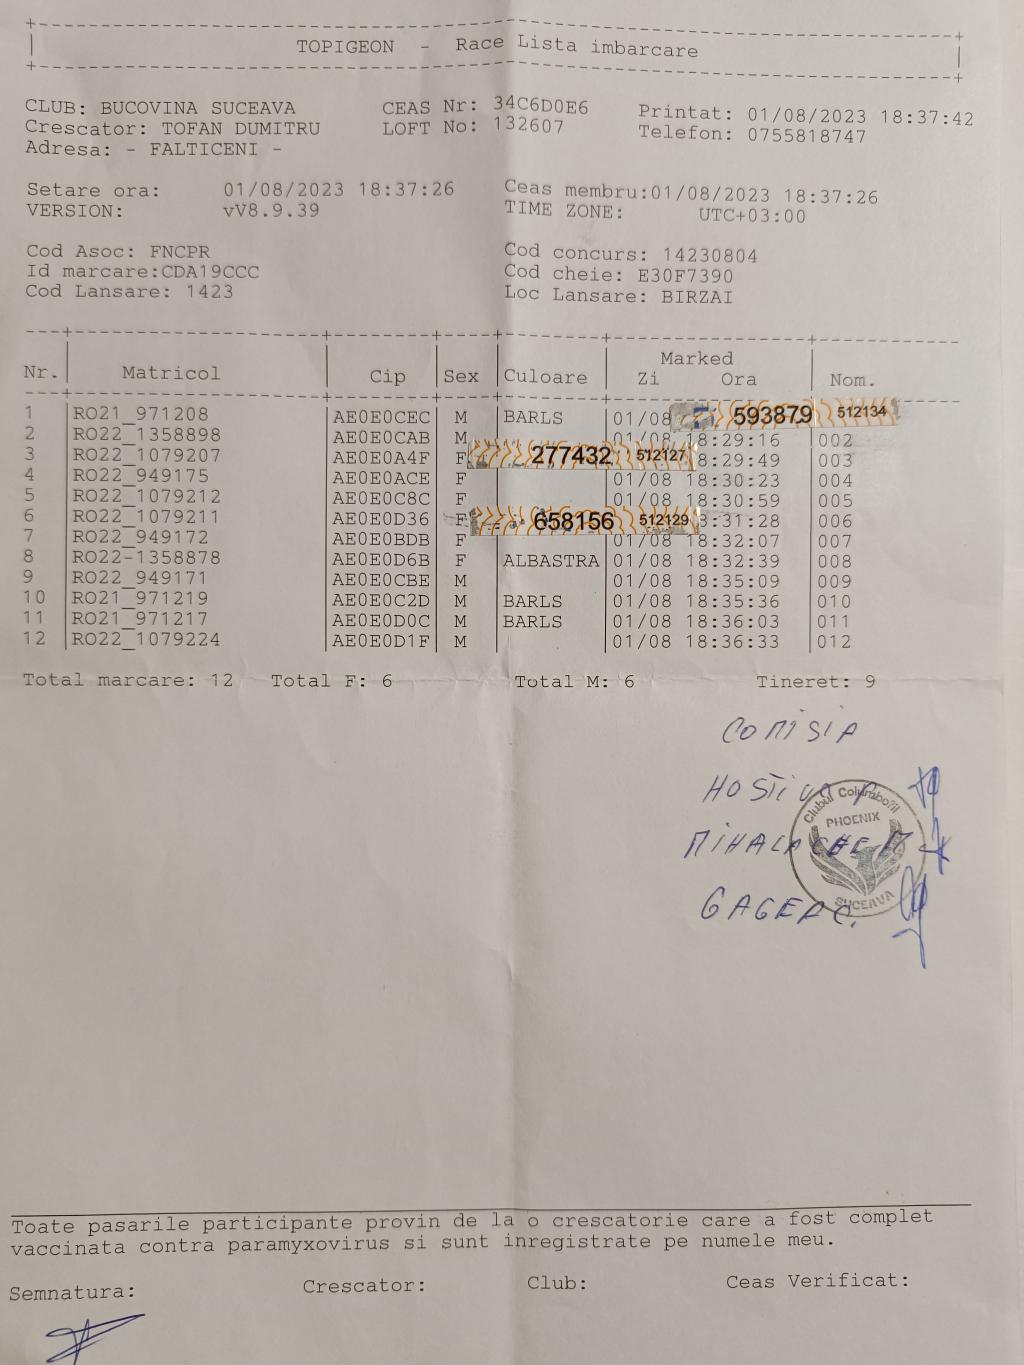 TOPIGEON - Race Lista imbarcare
CLUB: BUCOVINA SUCEAVA CEAS Nr: 34C6D0E6 Printat: 01/08/2023 18:37:42
Crescator: TOFAN DUMITRU LOFT No: 132607 Telefon: 0755818747
Adresa: - FALTICENI -
Setare ora: 01/08/2023 18:37:26 Ceas membru:01/08/2023 18:37:26
VERSION: vV8.9.39 TIME ZONE: UTC+03:00
Cod Asoc: FNCPR Cod concurs: 14230804
Id marcare:CDA19CCC Cod cheie: E30F7390
Cod Lansare: 1423 Loc Lansare: BIRZAI
Marked
Nr. Matricol Cip Sex Culoare Zi Ora Nom.
1 RO21_971208 AE0E0CEC M BARLS 01/08 593879 512134
2 RO22_1358898 AE0E0CAB M 01/08 18:29:16 002
3 RO22_1079207 AE0E0A4F F 277432 512127 8:29:49 003
4 RO22_949175 AE0E0ACE F 01/08 18:30:23 004
5 RO22_1079212 AE0E0C8C F 01/08 18:30:59 005
6 RO22_1079211 AE0E0D36 F 658156 512129 :31:28 006
7 RO22_949172 AE0E0BDB F 01/08 18:32:07 007
8 RO22-1358878 AE0E0D6B F ALBASTRA 01/08 18:32:39 008
9 RO22_949171 AE0E0CBE M 01/08 18:35:09 009
10 RO21_971219 AE0E0C2D M BARLS 01/08 18:35:36 010
11 RO21_971217 AE0E0D0C M BARLS 01/08 18:36:03 011
12 RO22_1079224 AE0E0D1F M 01/08 18:36:33 012
Total marcare: 12 Total F: 6 Total M: 6 Tineret: 9
COMISIA
HOSTIUC
Clubul Columbofil
PHOENIX
MIHALACHE
SUCEAVA
Toate pasarile participante provin de la o crescatorie care a fost complet
vaccinata contra paramyxovirus si sunt inregistrate pe numele meu.
Semnatura: Crescator: Club: Ceas Verificat: